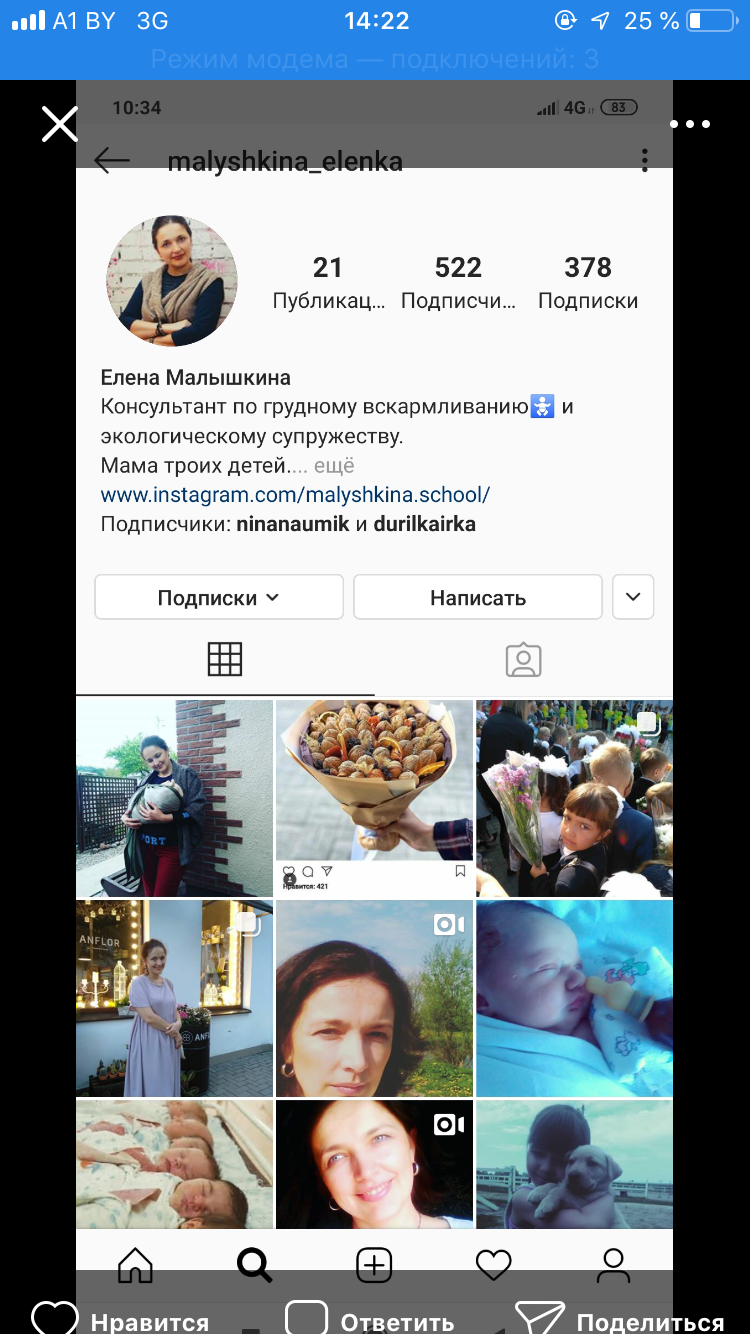 A1 BY 3G 14:22 25 %
Режим модема — подключений: 3
10:34 4G 83
malyshkina_elenka
21 522 378
Публикац... Подписчи... Подписки
Елена Малышкина
Консультант по грудному вскармливанию🚼 и
экологическому супружеству.
Мама троих детей.... ещё
www.instagram.com/malyshkina.school/
Подписчики: ninanaumik и durilkairka
Подписки Написать
PORT
Нравится: 421
ANFLOR
ANFL
Нравится Ответить Поделиться